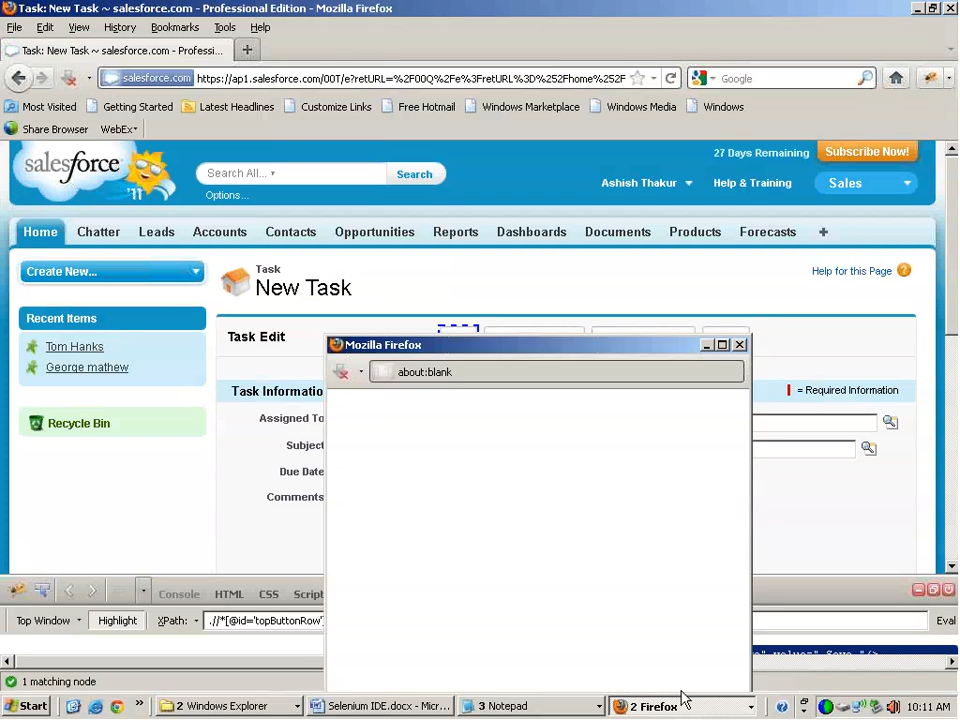 Task: New Task ~ salesforce.com - Professional Edition - Mozilla Firefox
File Edit View History Bookmarks Tools Help
Task: New Task ~ salesforce.com - Professi...
salesforce.com https://ap1.salesforce.com/00T/e?retURL=%2F00Q%2Fe%3FretURL%3D%252Fhome%252F Google
Most Visited Getting Started Latest Headlines Customize Links Free Hotmail Windows Marketplace Windows Media Windows
Share Browser WebEx
salesforce '11
27 Days Remaining Subscribe Now!
Search All... Search
Options...
Ashish Thakur Help & Training Sales
Home Chatter Leads Accounts Contacts Opportunities Reports Dashboards Documents Products Forecasts +
Create New...
Task
New Task
Help for this Page ?
Recent Items
Tom Hanks
George mathew
Recycle Bin
Task Edit
Mozilla Firefox
about:blank
Task Informatio
= Required Information
Assigned To
Subject
Due Date
Comments
Console HTML CSS Script
Top Window Highlight XPath: .//*[@id='topButtonRow'] Eval
1 matching node
Start 2 Windows Explorer Selenium IDE.docx - Micr... 3 Notepad 2 Firefox 10:11 AM